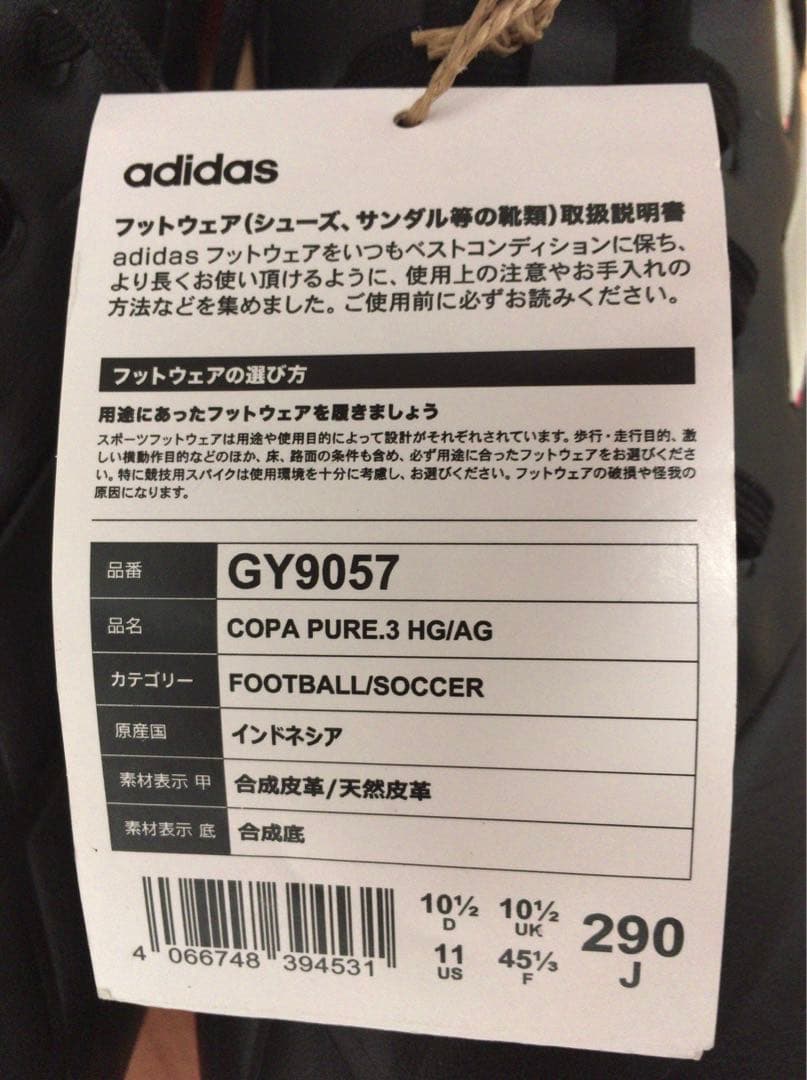 adidas
フットウェア(シューズ、サンダル等の靴類)取扱説明書
adidas フットウェアをいつもベストコンディションに保ち、
より長くお使い頂けるように、使用上の注意やお手入れの
方法などを集めました。ご使用前に必ずお読みください。
フットウェアの選び方
用途にあったフットウェアを履きましょう
スポーツフットウェアは用途や使用目的によって設計がそれぞれされています。歩行・走行目的、激
しい横動作目的などのほか、床、路面の条件も含め、必ず用途に合ったフットウェアをお選びくださ
い。特に競技用スパイクは使用環境を十分に考慮し、お選びください。フットウェアの破損や怪我の
原因になります。
品番 GY9057
品名 COPA PURE.3 HG/AG
カテゴリー FOOTBALL/SOCCER
原産国 インドネシア
素材表示 甲 合成皮革/天然皮革
素材表示 底 合成底
10½ 10½ 290
D UK J
11 45⅓
US F
4 066748 394531